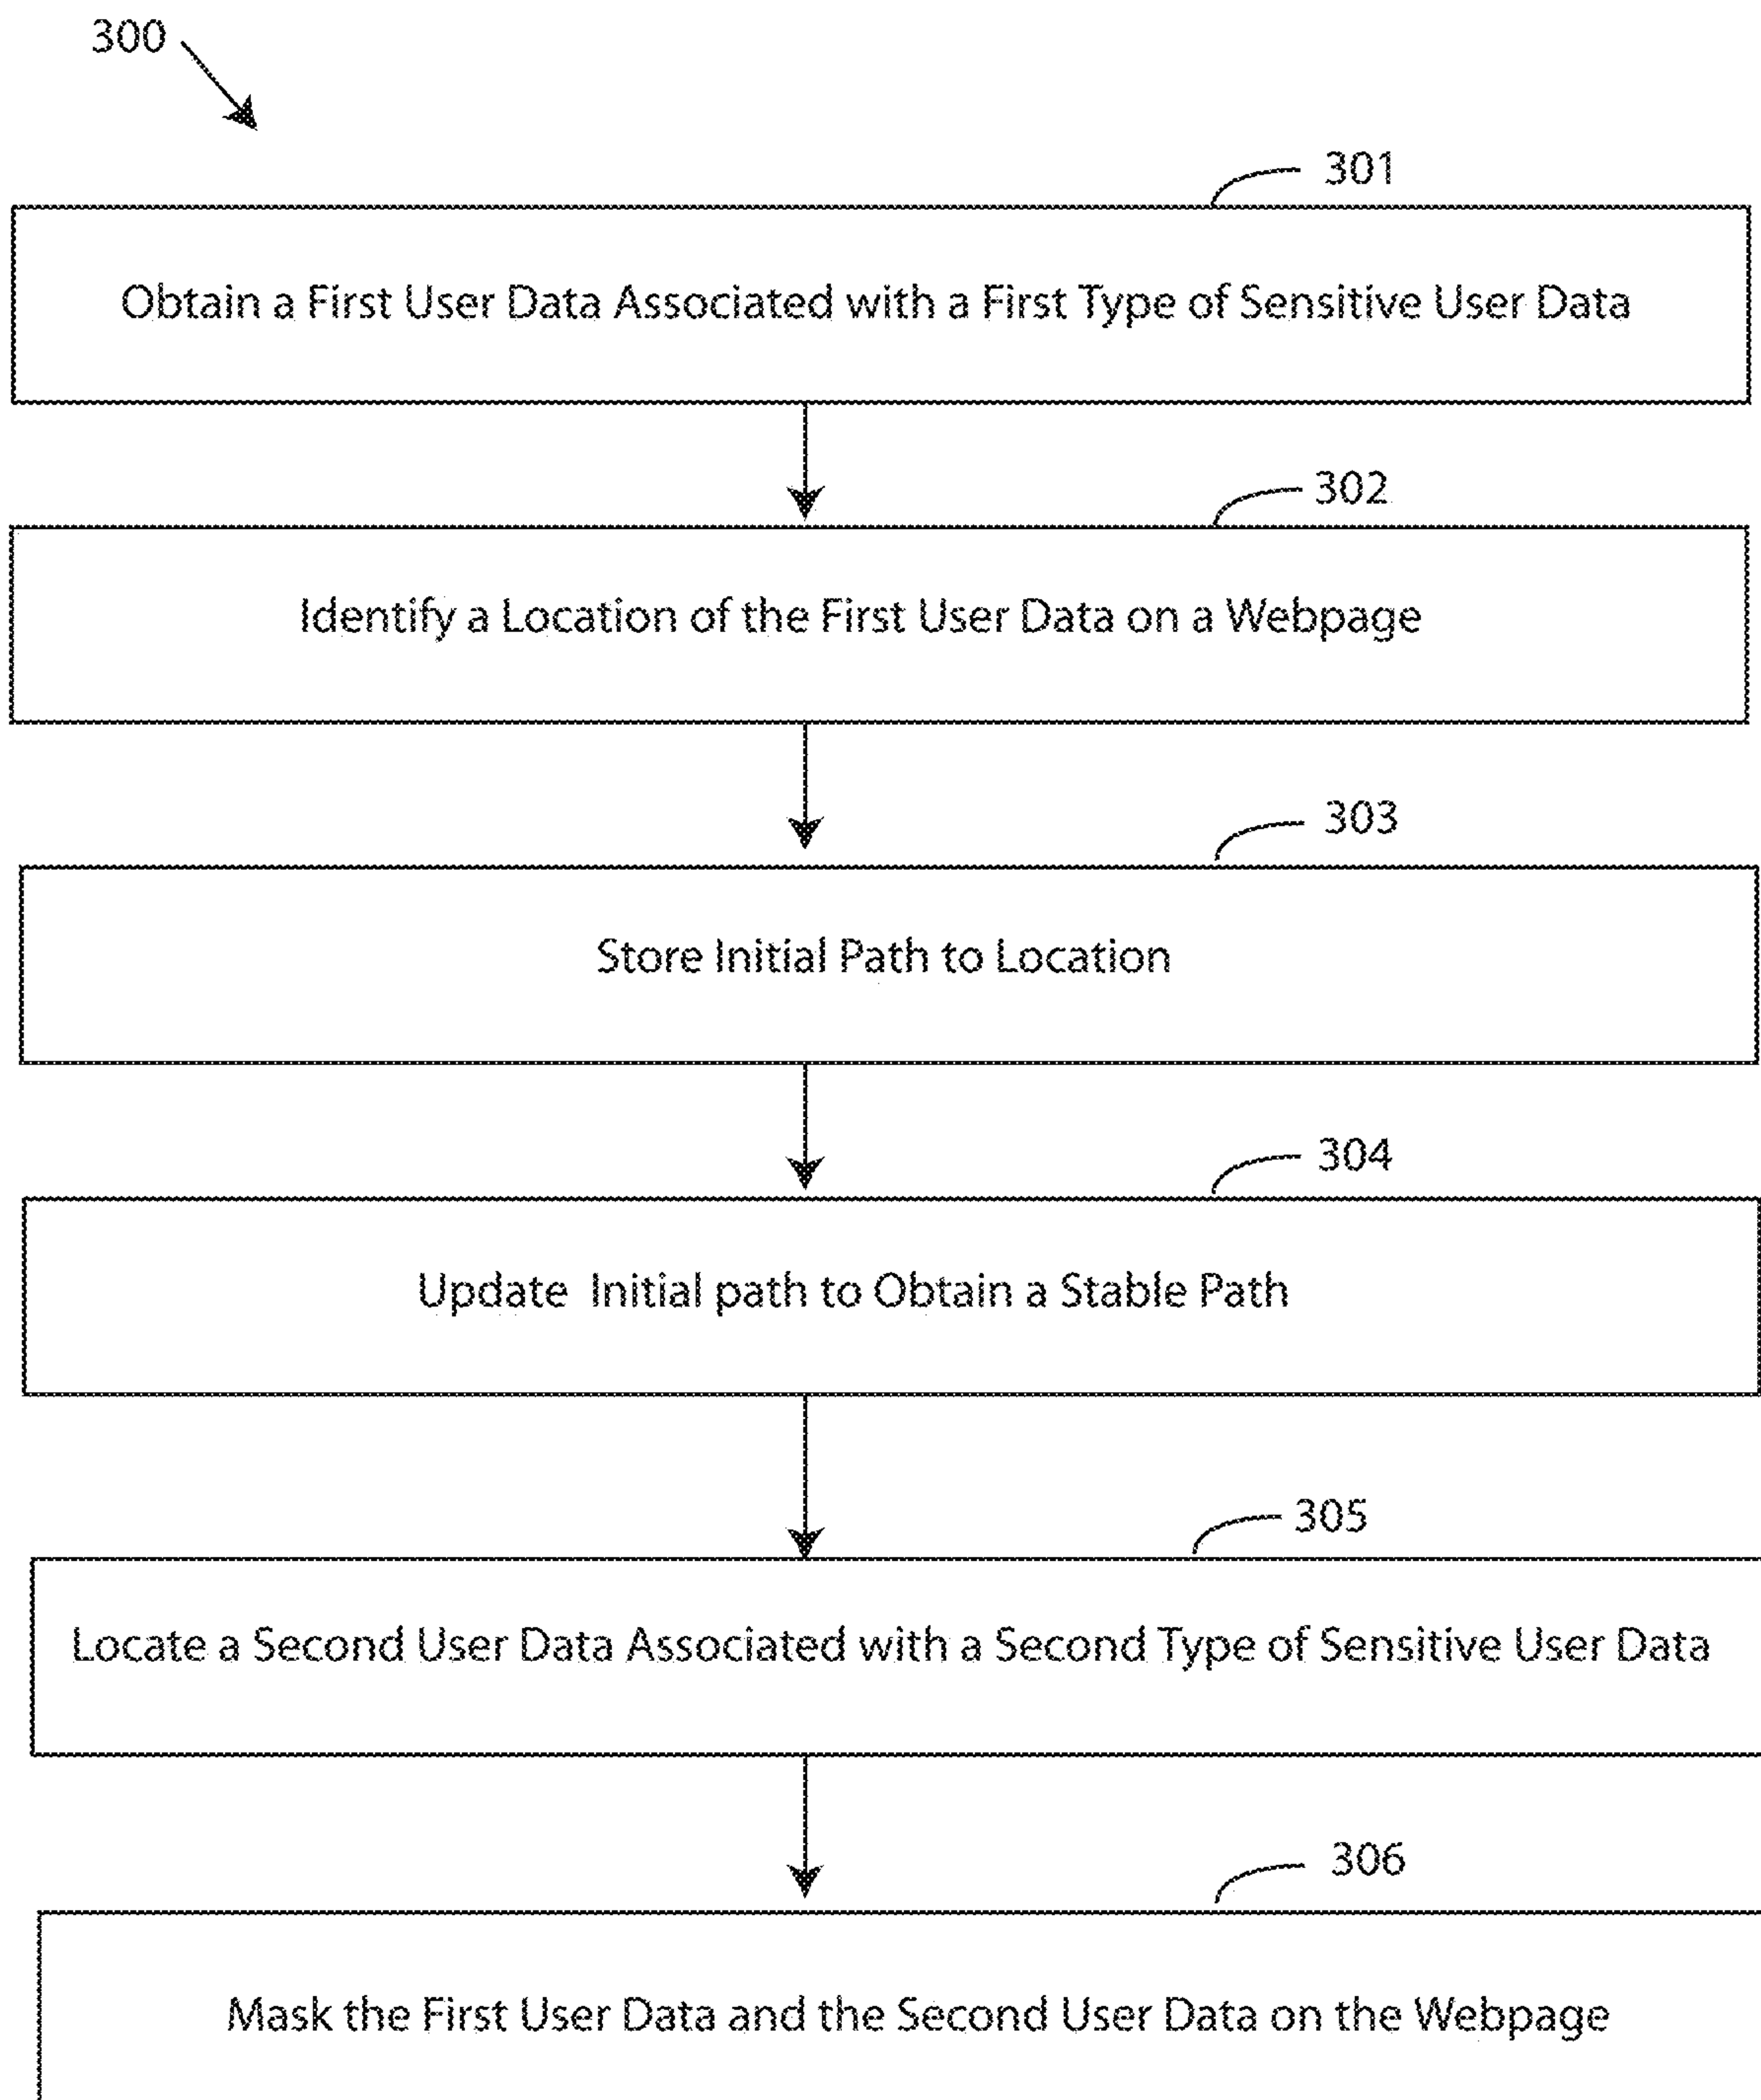 300
301
Obtain a First User Data Associated with a First Type of Sensitive User Data
302
Identify a Location of the First User Data on a Webpage
303
Store Initial Path to Location
304
Update Initial path to Obtain a Stable Path
305
Locate a Second User Data Associated with a Second Type of Sensitive User Data
306
Mask the First User Data and the Second User Data on the Webpage